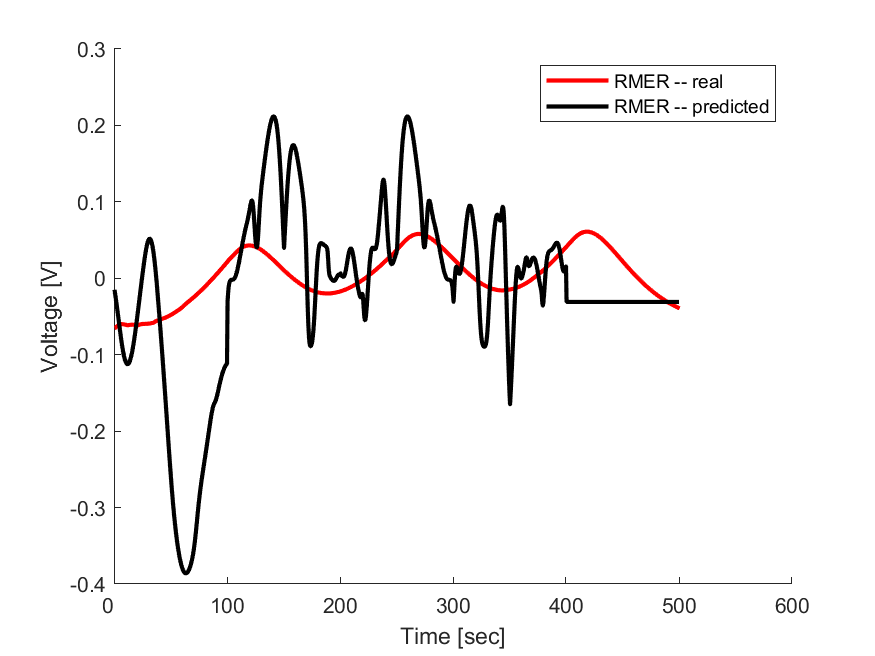 RMER -- real
RMER -- predicted
0.3
0.2
0.1
0
-0.1
-0.2
-0.3
-0.4
Voltage [V]
0 100 200 300 400 500 600
Time [sec]